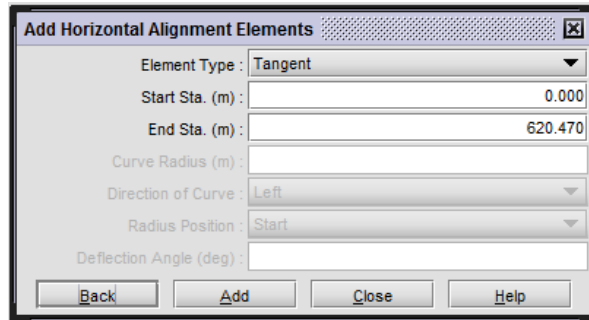 Add Horizontal Alignment Elements
Element Type : Tangent
Start Sta. (m) : 0.000
End Sta. (m) : 620.470
Curve Radius (m) :
Direction of Curve : Left
Radius Position : Start
Deflection Angle (deg) :
Back Add Close Help